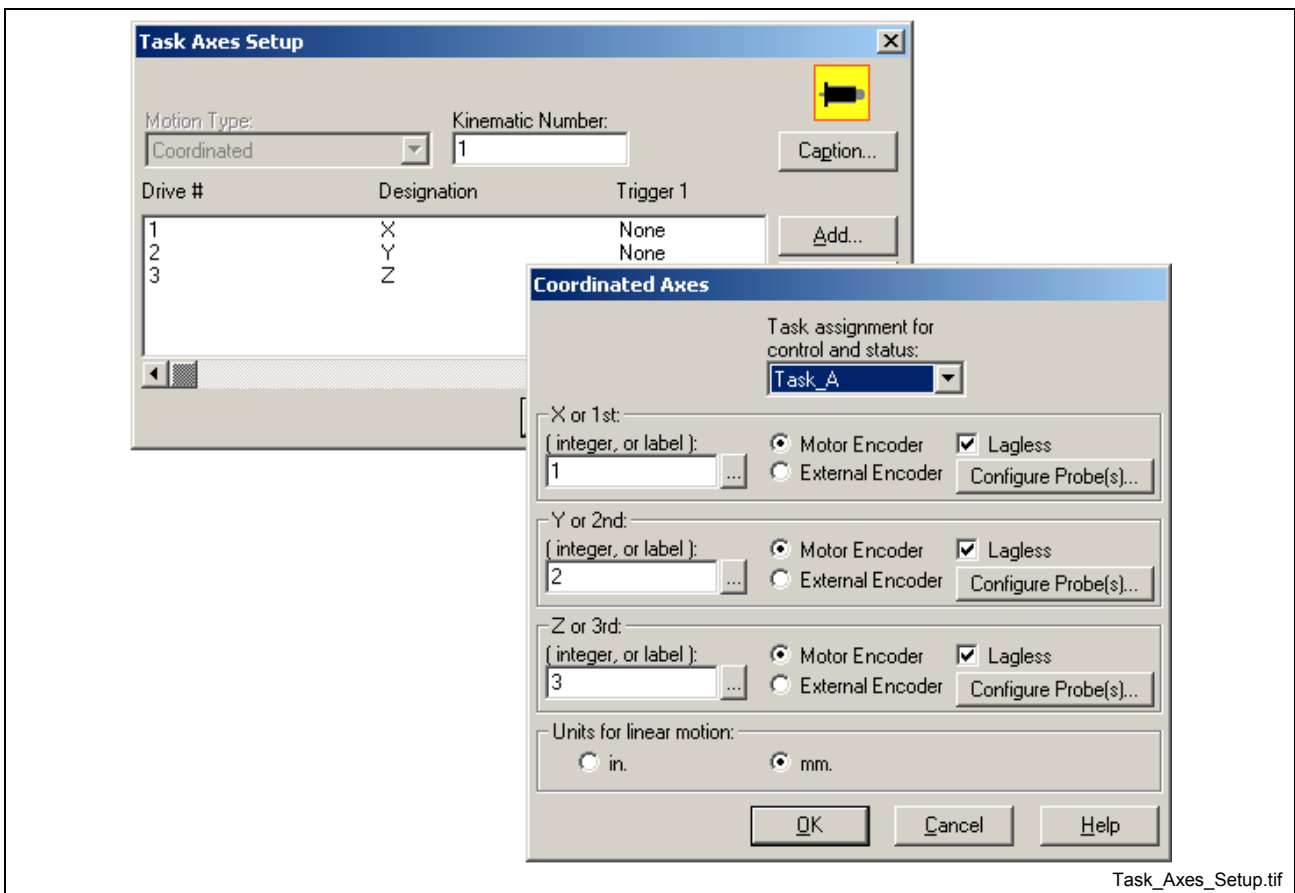 Task Axes Setup
Motion Type:
Kinematic Number:
Coordinated
1
Caption...
Drive #
Designation
Trigger 1
1 X None
2 Y None
3 Z
Add...
Coordinated Axes
Task assignment for
control and status:
Task_A
X or 1st:
( integer, or label ):
1
...
Motor Encoder
Lagless
External Encoder
Configure Probe(s)...
Y or 2nd:
( integer, or label ):
2
...
Motor Encoder
Lagless
External Encoder
Configure Probe(s)...
Z or 3rd:
( integer, or label ):
3
...
Motor Encoder
Lagless
External Encoder
Configure Probe(s)...
Units for linear motion:
in.
mm.
OK
Cancel
Help
Task_Axes_Setup.tif